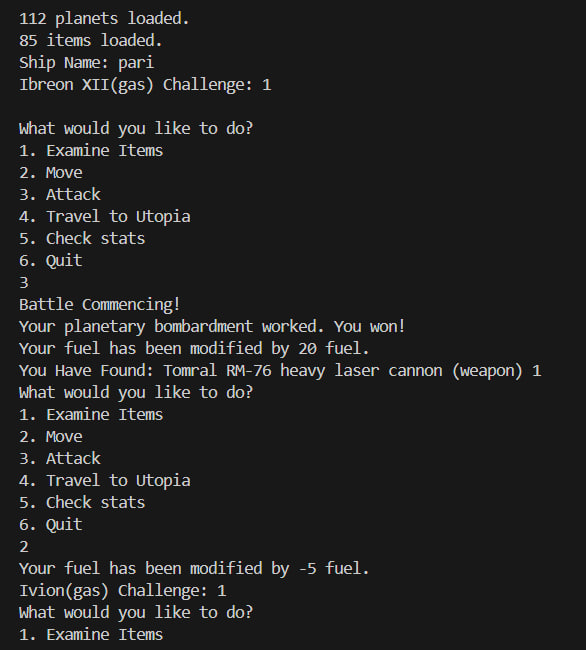 112 planets loaded.
85 items loaded.
Ship Name: pari
Ibreon XII(gas) Challenge: 1
What would you like to do?
1. Examine Items
2. Move
3. Attack
4. Travel to Utopia
5. Check stats
6. Quit
3
Battle Commencing!
Your planetary bombardment worked. You won!
Your fuel has been modified by 20 fuel.
You Have Found: Tomral RM-76 heavy laser cannon (weapon) 1
What would you like to do?
1. Examine Items
2. Move
3. Attack
4. Travel to Utopia
5. Check stats
6. Quit
2
Your fuel has been modified by -5 fuel.
Ivion(gas) Challenge: 1
What would you like to do?
1. Examine Items